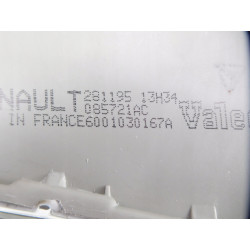 NAULT 281195 13H34
085721AC
IN FRANCE6001030167A
Vale